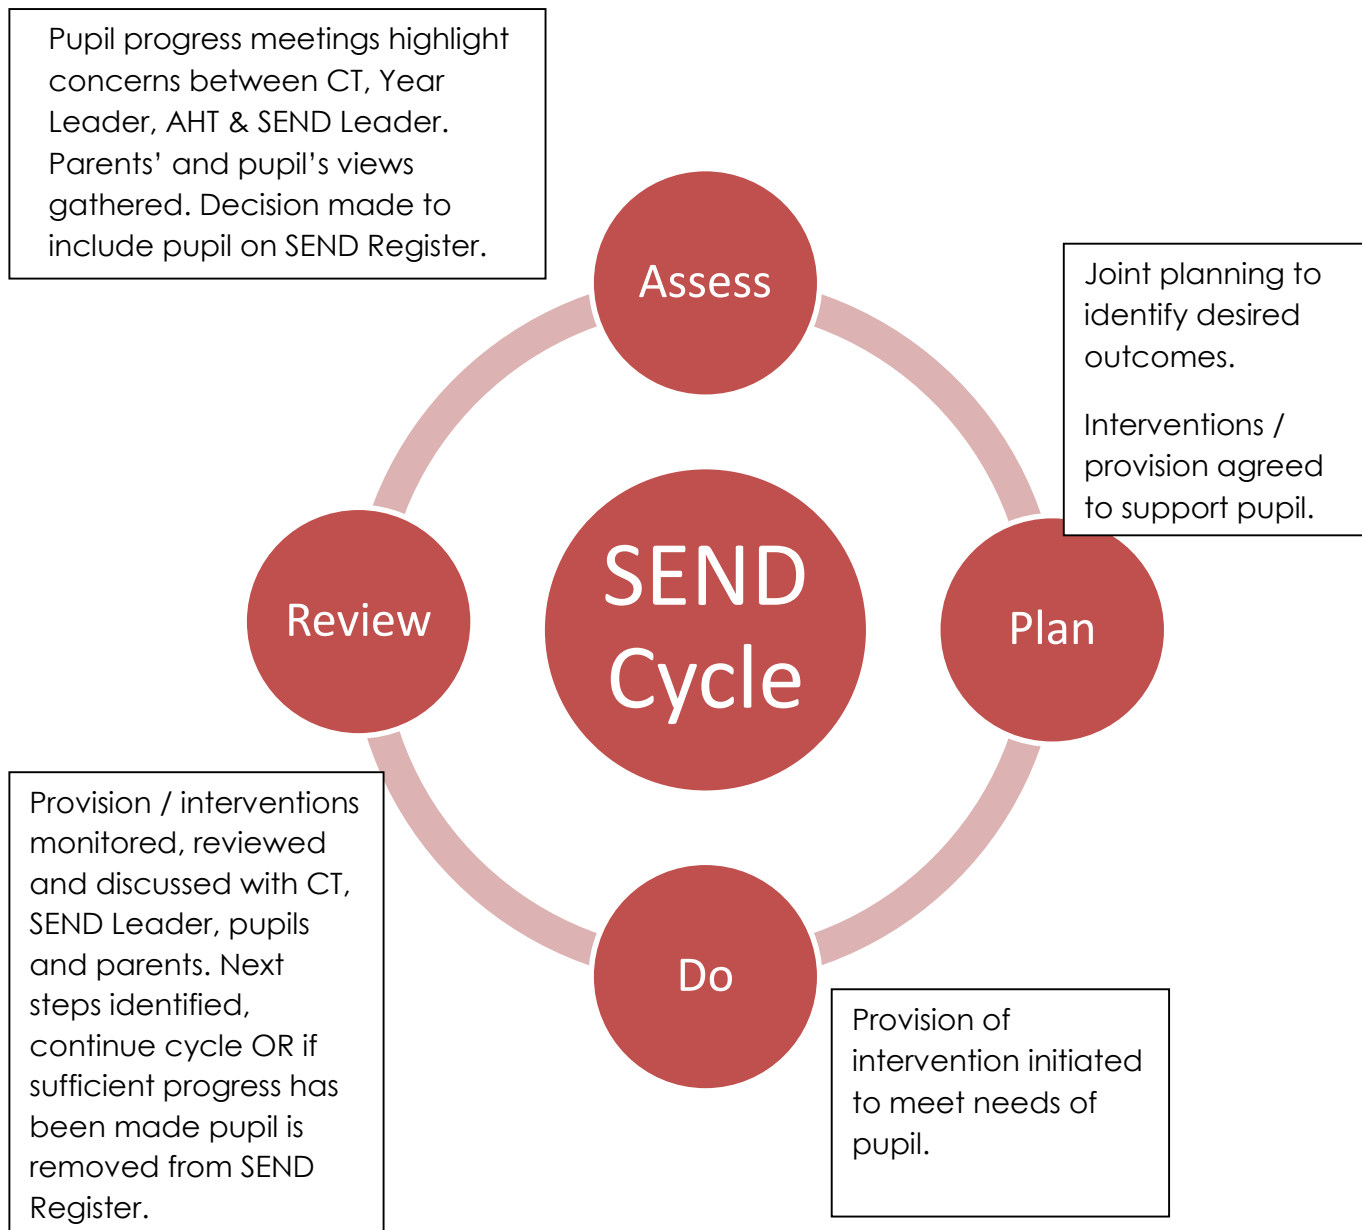 Pupil progress meetings highlight
concerns between CT, Year
Leader, AHT & SEND Leader.
Parents’ and pupil’s views
gathered. Decision made to
include pupil on SEND Register.
Assess
Joint planning to
identify desired
outcomes.
Interventions /
provision agreed
to support pupil.
Plan
SEND
Cycle
Review
Do
Provision of
intervention initiated
to meet needs of
pupil.
Provision / interventions
monitored, reviewed
and discussed with CT,
SEND Leader, pupils
and parents. Next
steps identified,
continue cycle OR if
sufficient progress has
been made pupil is
removed from SEND
Register.